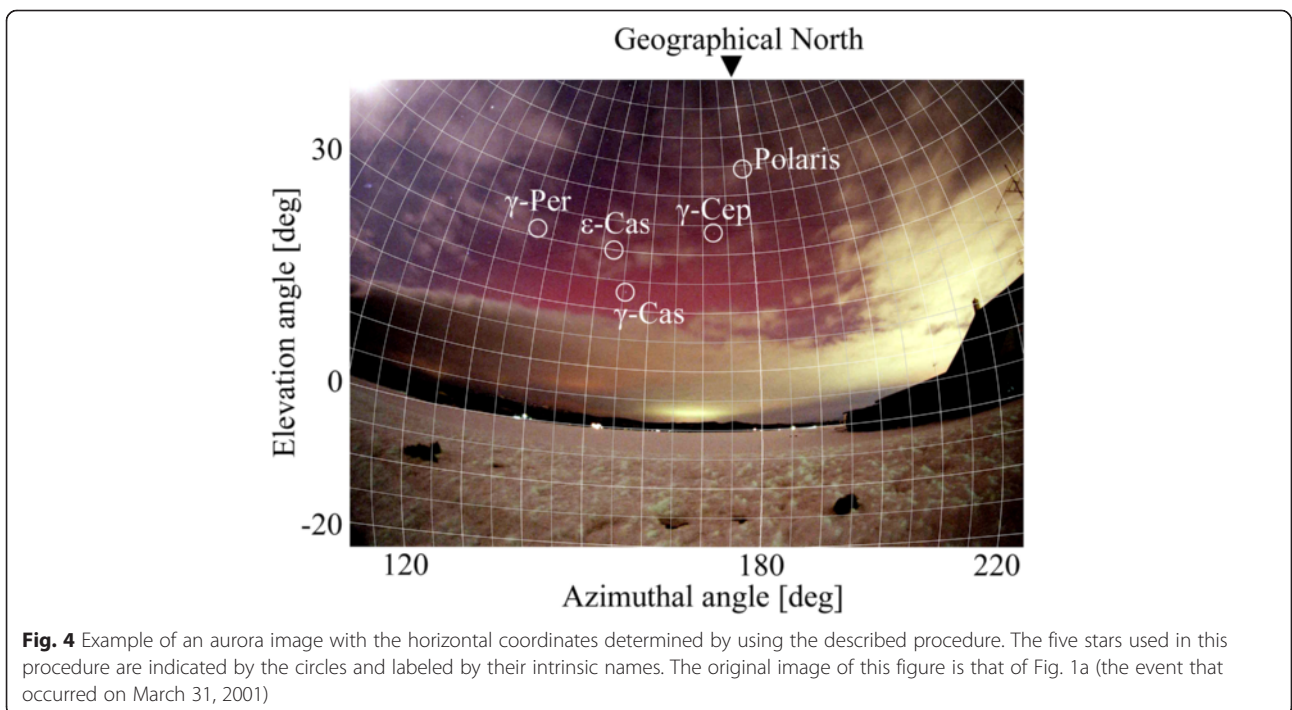 Geographical North
30
Polaris
γ-Per
ε-Cas
γ-Cep
γ-Cas
0
-20
Elevation angle [deg]
120
180
220
Azimuthal angle [deg]
Fig. 4 Example of an aurora image with the horizontal coordinates determined by using the described procedure. The five stars used in this
procedure are indicated by the circles and labeled by their intrinsic names. The original image of this figure is that of Fig. 1a (the event that
occurred on March 31, 2001)